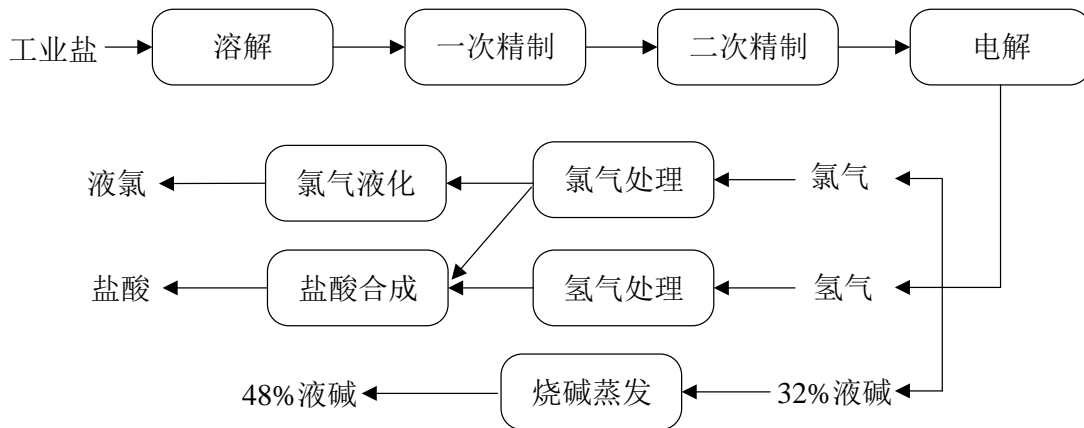 工业盐
溶解
一次精制
二次精制
电解
液氯
氯气液化
氯气处理
氯气
盐酸
盐酸合成
氢气处理
氢气
48%液碱
烧碱蒸发
32%液碱